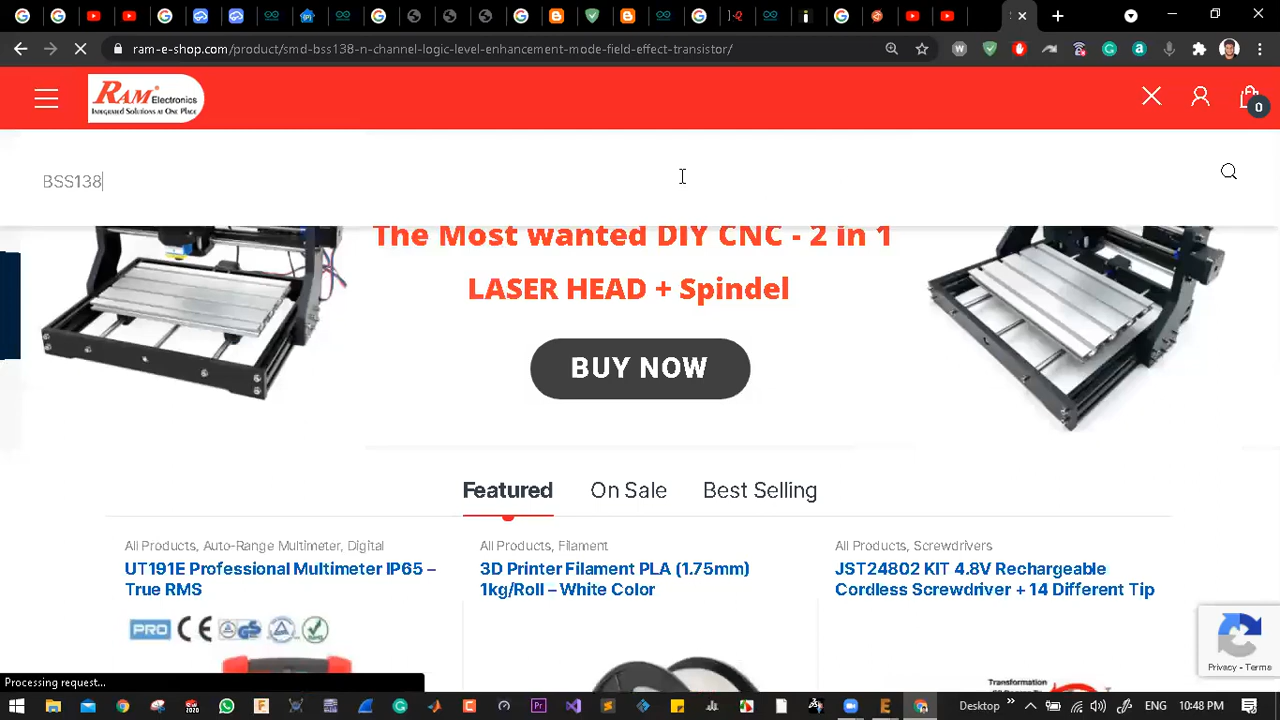 ram-e-shop.com/product/smd-bss138-n-channel-logic-level-enhancement-mode-field-effect-transistor/
RAM Electronics
INTEGRATED SOLUTIONS AT ONE PLACE
0
BSS138
The Most wanted DIY CNC - 2 in 1
LASER HEAD + Spindel
BUY NOW
Featured
On Sale
Best Selling
All Products, Auto-Range Multimeter, Digital
UT191E Professional Multimeter IP65 –
True RMS
PRO
All Products, Filament
3D Printer Filament PLA (1.75mm)
1kg/Roll – White Color
All Products, Screwdrivers
JST24802 KIT 4.8V Rechargeable
Cordless Screwdriver + 14 Different Tip
Transformation
Privacy - Terms
Processing request...
Desktop
ENG
10:48 PM